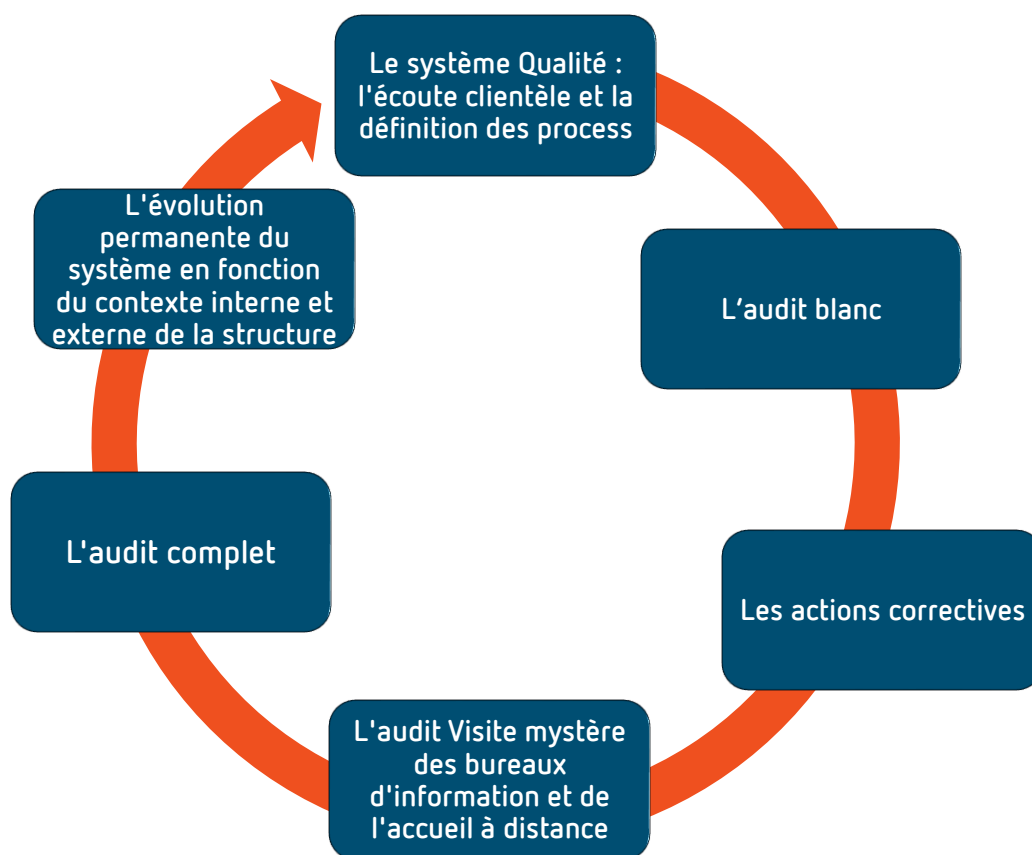 Le système Qualité :
l'écoute clientèle et la
définition des process
L'audit blanc
Les actions correctives
L'audit Visite mystère
des bureaux
d'information et de
l'accueil à distance
L'audit complet
L'évolution
permanente du
système en fonction
du contexte interne et
externe de la structure